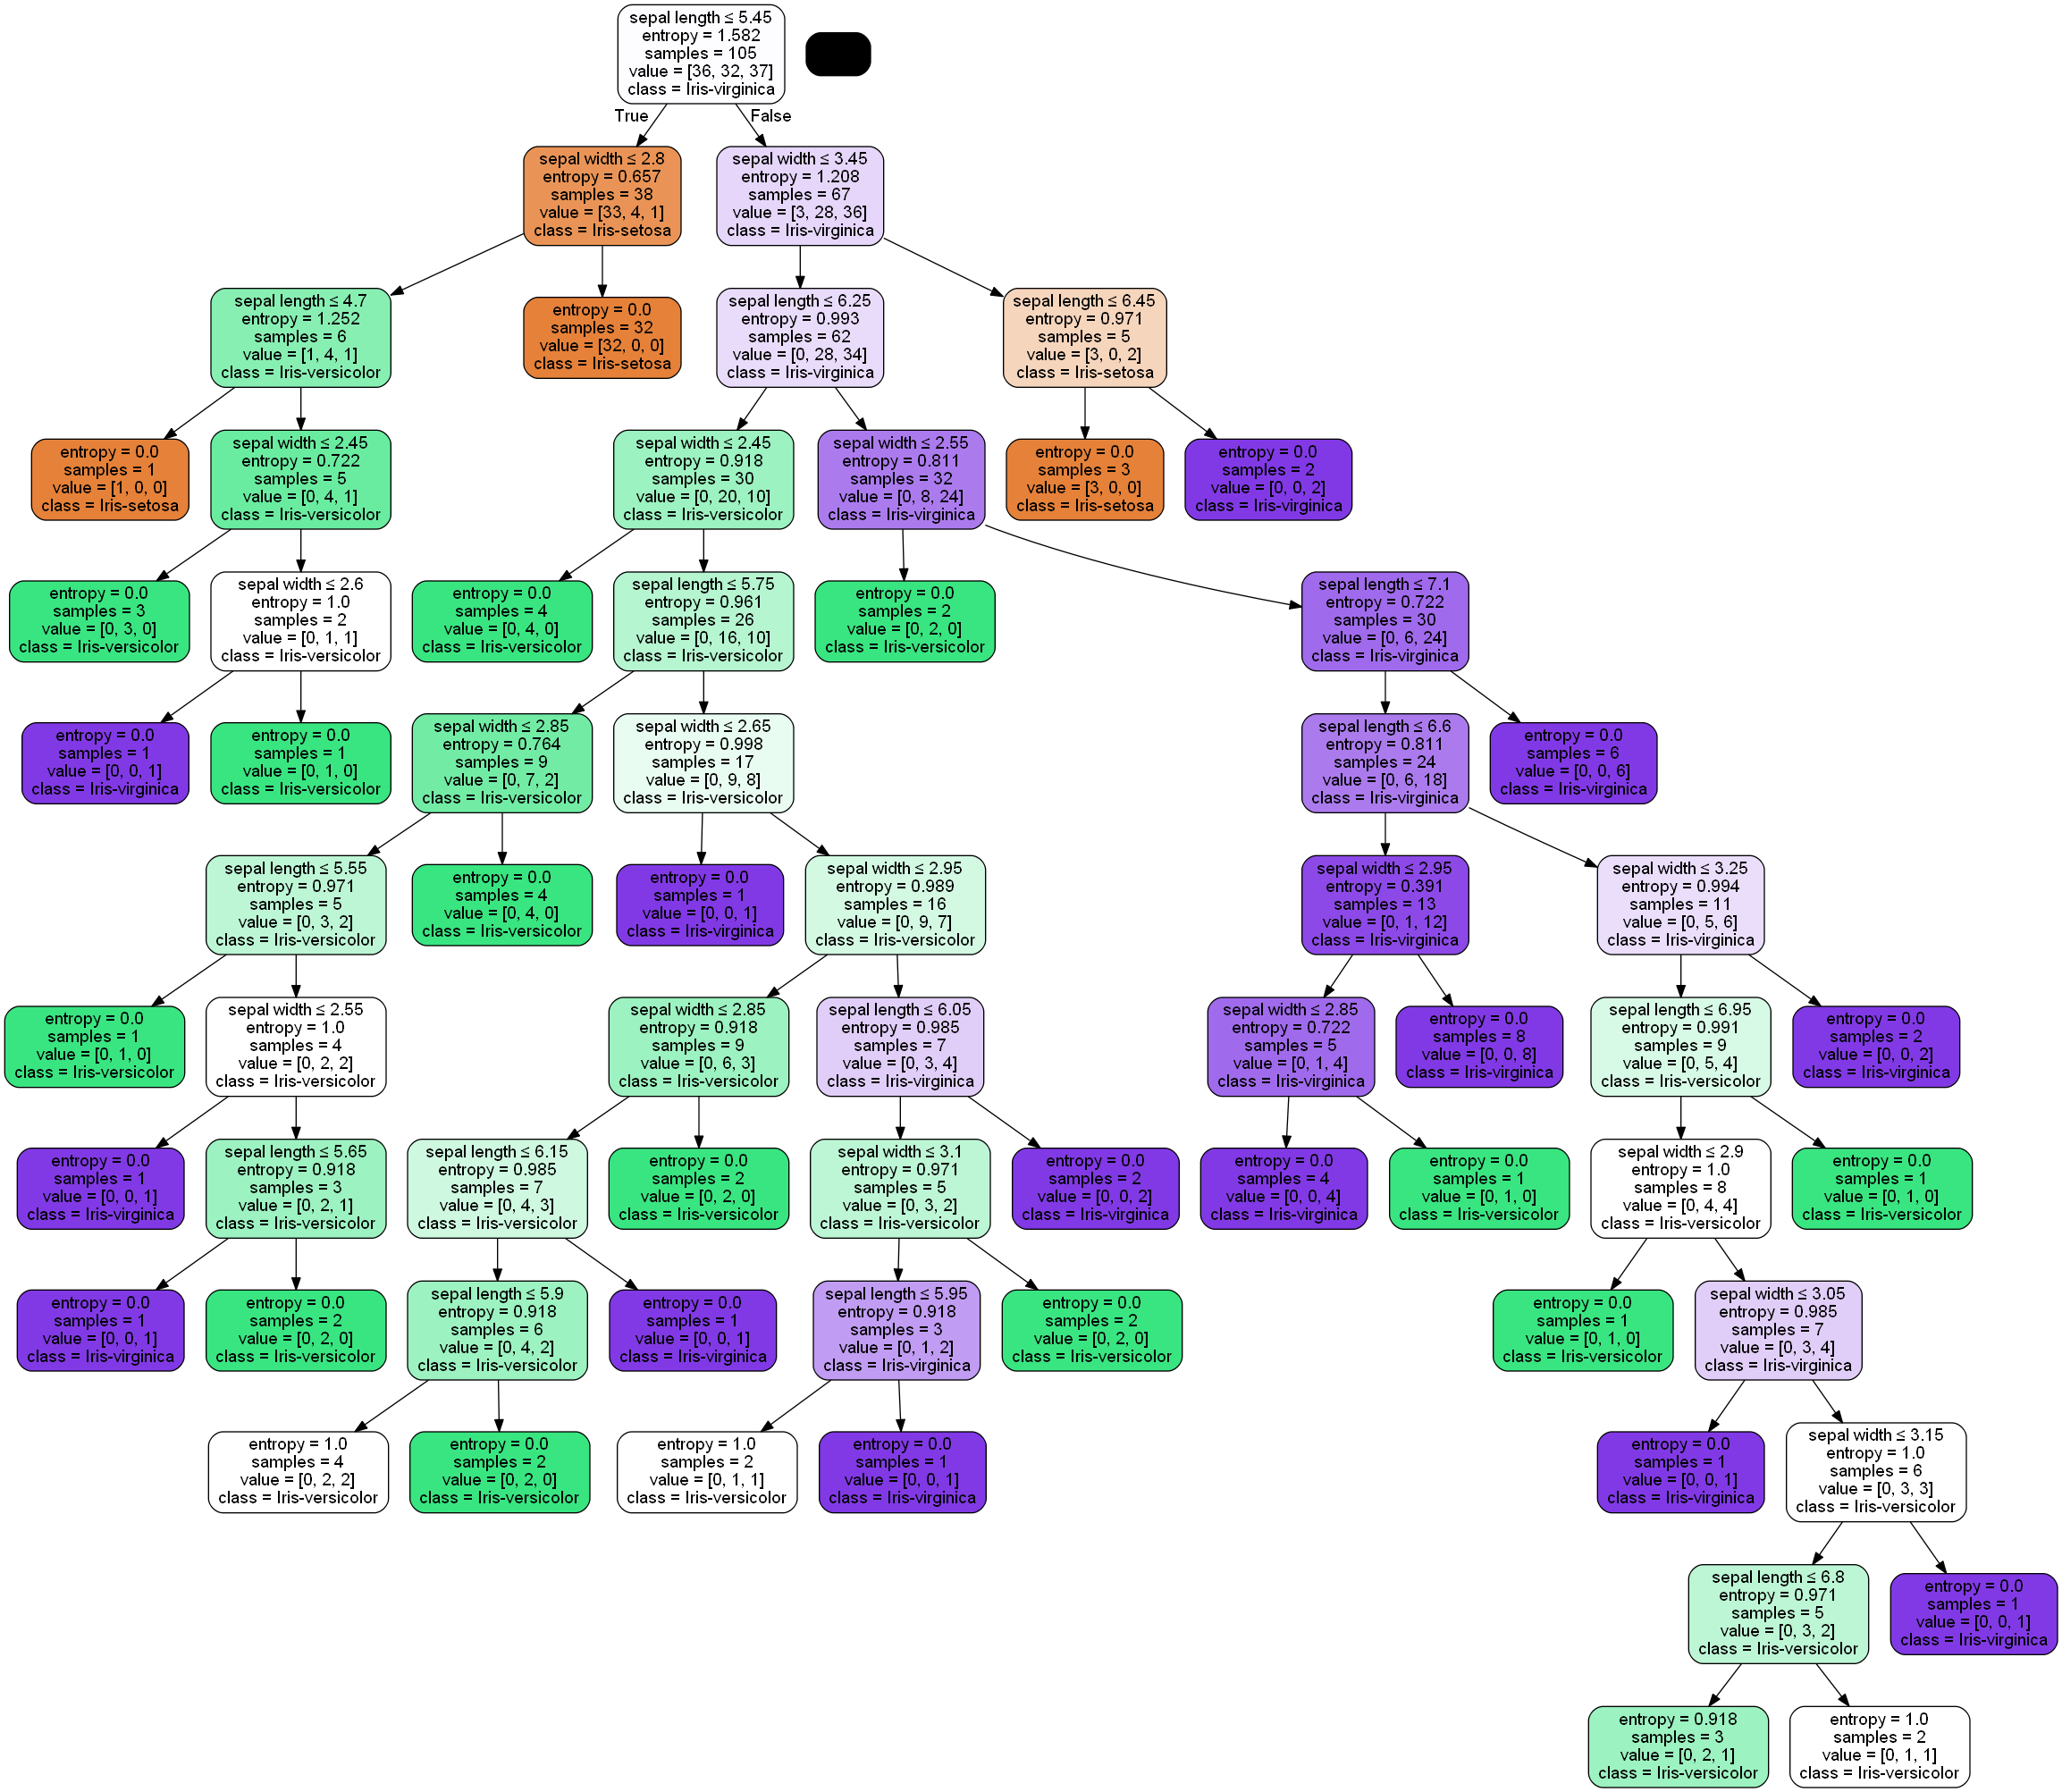 sepal length ≤ 5.45
entropy = 1.582
samples = 105
value = [36, 32, 37]
class = Iris-virginica
True
False
sepal width ≤ 2.8
entropy = 0.657
samples = 38
value = [33, 4, 1]
class = Iris-setosa
sepal width ≤ 3.45
entropy = 1.208
samples = 67
value = [3, 28, 36]
class = Iris-virginica
sepal length ≤ 4.7
entropy = 1.252
samples = 6
value = [1, 4, 1]
class = Iris-versicolor
entropy = 0.0
samples = 32
value = [32, 0, 0]
class = Iris-setosa
sepal length ≤ 6.25
entropy = 0.993
samples = 62
value = [0, 28, 34]
class = Iris-virginica
sepal length ≤ 6.45
entropy = 0.971
samples = 5
value = [3, 0, 2]
class = Iris-setosa
entropy = 0.0
samples = 1
value = [1, 0, 0]
class = Iris-setosa
sepal width ≤ 2.45
entropy = 0.722
samples = 5
value = [0, 4, 1]
class = Iris-versicolor
sepal width ≤ 2.45
entropy = 0.918
samples = 30
value = [0, 20, 10]
class = Iris-versicolor
sepal width ≤ 2.55
entropy = 0.811
samples = 32
value = [0, 8, 24]
class = Iris-virginica
entropy = 0.0
samples = 3
value = [3, 0, 0]
class = Iris-setosa
entropy = 0.0
samples = 2
value = [0, 0, 2]
class = Iris-virginica
entropy = 0.0
samples = 3
value = [0, 3, 0]
class = Iris-versicolor
sepal width ≤ 2.6
entropy = 1.0
samples = 2
value = [0, 1, 1]
class = Iris-versicolor
entropy = 0.0
samples = 4
value = [0, 4, 0]
class = Iris-versicolor
sepal length ≤ 5.75
entropy = 0.961
samples = 26
value = [0, 16, 10]
class = Iris-versicolor
entropy = 0.0
samples = 2
value = [0, 2, 0]
class = Iris-versicolor
sepal length ≤ 7.1
entropy = 0.722
samples = 30
value = [0, 6, 24]
class = Iris-virginica
entropy = 0.0
samples = 1
value = [0, 0, 1]
class = Iris-virginica
entropy = 0.0
samples = 1
value = [0, 1, 0]
class = Iris-versicolor
sepal width ≤ 2.85
entropy = 0.764
samples = 9
value = [0, 7, 2]
class = Iris-versicolor
sepal width ≤ 2.65
entropy = 0.998
samples = 17
value = [0, 9, 8]
class = Iris-versicolor
sepal length ≤ 6.6
entropy = 0.811
samples = 24
value = [0, 6, 18]
class = Iris-virginica
entropy = 0.0
samples = 6
value = [0, 0, 6]
class = Iris-virginica
sepal length ≤ 5.55
entropy = 0.971
samples = 5
value = [0, 3, 2]
class = Iris-versicolor
entropy = 0.0
samples = 4
value = [0, 4, 0]
class = Iris-versicolor
entropy = 0.0
samples = 1
value = [0, 0, 1]
class = Iris-virginica
sepal width ≤ 2.95
entropy = 0.989
samples = 16
value = [0, 9, 7]
class = Iris-versicolor
sepal width ≤ 2.95
entropy = 0.391
samples = 13
value = [0, 1, 12]
class = Iris-virginica
sepal width ≤ 3.25
entropy = 0.994
samples = 11
value = [0, 5, 6]
class = Iris-virginica
entropy = 0.0
samples = 1
value = [0, 1, 0]
class = Iris-versicolor
sepal width ≤ 2.55
entropy = 1.0
samples = 4
value = [0, 2, 2]
class = Iris-versicolor
sepal width ≤ 2.85
entropy = 0.918
samples = 9
value = [0, 6, 3]
class = Iris-versicolor
sepal length ≤ 6.05
entropy = 0.985
samples = 7
value = [0, 3, 4]
class = Iris-virginica
sepal width ≤ 2.85
entropy = 0.722
samples = 5
value = [0, 1, 4]
class = Iris-virginica
entropy = 0.0
samples = 8
value = [0, 0, 8]
class = Iris-virginica
sepal length ≤ 6.95
entropy = 0.991
samples = 9
value = [0, 5, 4]
class = Iris-versicolor
entropy = 0.0
samples = 2
value = [0, 0, 2]
class = Iris-virginica
entropy = 0.0
samples = 1
value = [0, 0, 1]
class = Iris-virginica
sepal length ≤ 5.65
entropy = 0.918
samples = 3
value = [0, 2, 1]
class = Iris-versicolor
sepal length ≤ 6.15
entropy = 0.985
samples = 7
value = [0, 4, 3]
class = Iris-versicolor
entropy = 0.0
samples = 2
value = [0, 2, 0]
class = Iris-versicolor
sepal width ≤ 3.1
entropy = 0.971
samples = 5
value = [0, 3, 2]
class = Iris-versicolor
entropy = 0.0
samples = 2
value = [0, 0, 2]
class = Iris-virginica
entropy = 0.0
samples = 4
value = [0, 0, 4]
class = Iris-virginica
entropy = 0.0
samples = 1
value = [0, 1, 0]
class = Iris-versicolor
sepal width ≤ 2.9
entropy = 1.0
samples = 8
value = [0, 4, 4]
class = Iris-versicolor
entropy = 0.0
samples = 1
value = [0, 1, 0]
class = Iris-versicolor
entropy = 0.0
samples = 1
value = [0, 0, 1]
class = Iris-virginica
entropy = 0.0
samples = 2
value = [0, 2, 0]
class = Iris-versicolor
sepal length ≤ 5.9
entropy = 0.918
samples = 6
value = [0, 4, 2]
class = Iris-versicolor
entropy = 0.0
samples = 1
value = [0, 0, 1]
class = Iris-virginica
sepal length ≤ 5.95
entropy = 0.918
samples = 3
value = [0, 1, 2]
class = Iris-virginica
entropy = 0.0
samples = 2
value = [0, 2, 0]
class = Iris-versicolor
entropy = 0.0
samples = 1
value = [0, 1, 0]
class = Iris-versicolor
sepal width ≤ 3.05
entropy = 0.985
samples = 7
value = [0, 3, 4]
class = Iris-virginica
entropy = 1.0
samples = 4
value = [0, 2, 2]
class = Iris-versicolor
entropy = 0.0
samples = 2
value = [0, 2, 0]
class = Iris-versicolor
entropy = 1.0
samples = 2
value = [0, 1, 1]
class = Iris-versicolor
entropy = 0.0
samples = 1
value = [0, 0, 1]
class = Iris-virginica
entropy = 0.0
samples = 1
value = [0, 0, 1]
class = Iris-virginica
sepal width ≤ 3.15
entropy = 1.0
samples = 6
value = [0, 3, 3]
class = Iris-versicolor
sepal length ≤ 6.8
entropy = 0.971
samples = 5
value = [0, 3, 2]
class = Iris-versicolor
entropy = 0.0
samples = 1
value = [0, 0, 1]
class = Iris-virginica
entropy = 0.918
samples = 3
value = [0, 2, 1]
class = Iris-versicolor
entropy = 1.0
samples = 2
value = [0, 1, 1]
class = Iris-versicolor